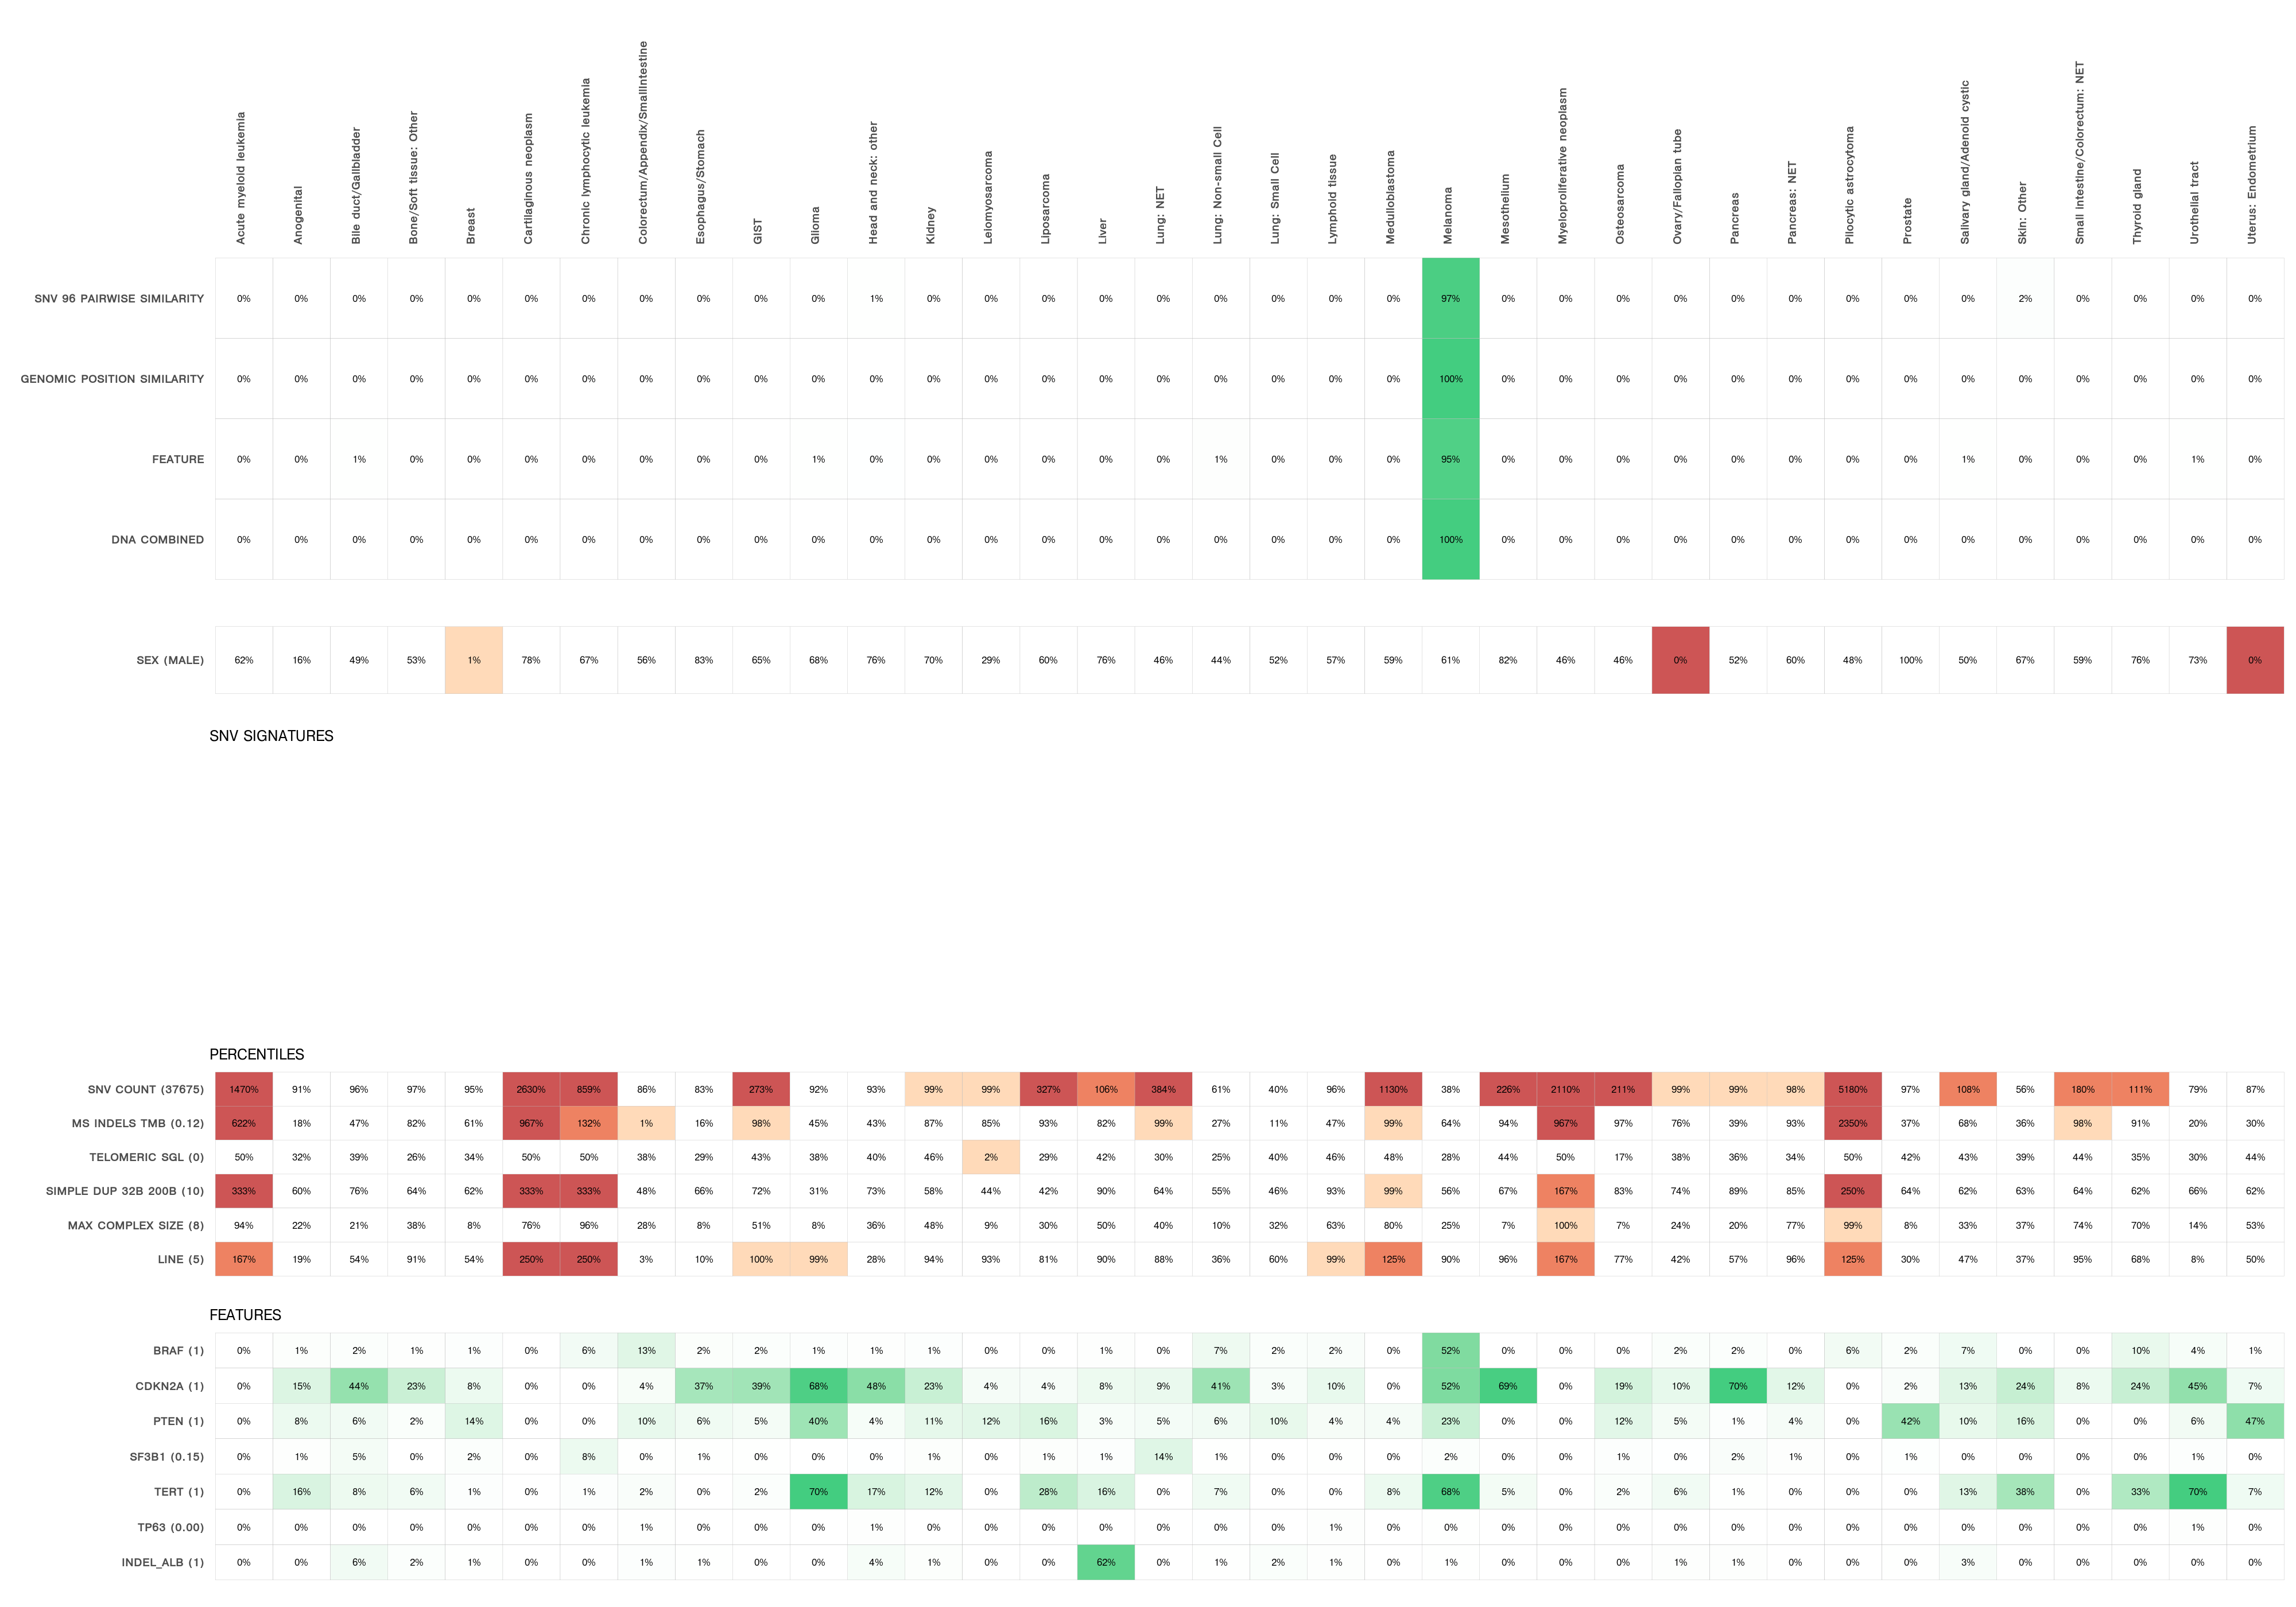 Acute myeloid leukemia Anogenital Bile duct/Gallbladder Bone/Soft tissue: Other Breast Cartilaginous neoplasm Chronic lymphocytic leukemia Colorectum/Appendix/SmallIntestine Esophagus/Stomach GIST Glioma Head and neck: other Kidney Leiomyosarcoma Liposarcoma Liver Lung: NET Lung: Non-small Cell Lung: Small Cell Lymphoid tissue Medulloblastoma Melanoma Mesothelium Myeloproliferative neoplasm Osteosarcoma Ovary/Fallopian tube Pancreas Pancreas: NET Pilocytic astrocytoma Prostate Salivary gland/Adenoid cystic Skin: Other Small intestine/Colorectum: NET Thyroid gland Urothelial tract Uterus: Endometrium
SNV 96 PAIRWISE SIMILARITY 0% 0% 0% 0% 0% 0% 0% 0% 0% 0% 0% 1% 0% 0% 0% 0% 0% 0% 0% 0% 0% 97% 0% 0% 0% 0% 0% 0% 0% 0% 0% 2% 0% 0% 0% 0%
GENOMIC POSITION SIMILARITY 0% 0% 0% 0% 0% 0% 0% 0% 0% 0% 0% 0% 0% 0% 0% 0% 0% 0% 0% 0% 0% 100% 0% 0% 0% 0% 0% 0% 0% 0% 0% 0% 0% 0% 0% 0%
FEATURE 0% 0% 1% 0% 0% 0% 0% 0% 0% 0% 1% 0% 0% 0% 0% 0% 0% 1% 0% 0% 0% 95% 0% 0% 0% 0% 0% 0% 0% 0% 1% 0% 0% 0% 1% 0%
DNA COMBINED 0% 0% 0% 0% 0% 0% 0% 0% 0% 0% 0% 0% 0% 0% 0% 0% 0% 0% 0% 0% 0% 100% 0% 0% 0% 0% 0% 0% 0% 0% 0% 0% 0% 0% 0% 0%
SEX (MALE) 62% 16% 49% 53% 1% 78% 67% 56% 83% 65% 68% 76% 70% 29% 60% 76% 46% 44% 52% 57% 59% 61% 82% 46% 46% 0% 52% 60% 48% 100% 50% 67% 59% 76% 73% 0%
SNV SIGNATURES
PERCENTILES
SNV COUNT (37675) 1470% 91% 96% 97% 95% 2630% 859% 86% 83% 273% 92% 93% 99% 99% 327% 106% 384% 61% 40% 96% 1130% 38% 226% 2110% 211% 99% 99% 98% 5180% 97% 108% 56% 180% 111% 79% 87%
MS INDELS TMB (0.12) 622% 18% 47% 82% 61% 967% 132% 1% 16% 98% 45% 43% 87% 85% 93% 82% 99% 27% 11% 47% 99% 64% 94% 967% 97% 76% 39% 93% 2350% 37% 68% 36% 98% 91% 20% 30%
TELOMERIC SGL (0) 50% 32% 39% 26% 34% 50% 50% 38% 29% 43% 38% 40% 46% 2% 29% 42% 30% 25% 40% 46% 48% 28% 44% 50% 17% 38% 36% 34% 50% 42% 43% 39% 44% 35% 30% 44%
SIMPLE DUP 32B 200B (10) 333% 60% 76% 64% 62% 333% 333% 48% 66% 72% 31% 73% 58% 44% 42% 90% 64% 55% 46% 93% 99% 56% 67% 167% 83% 74% 89% 85% 250% 64% 62% 63% 64% 62% 66% 62%
MAX COMPLEX SIZE (8) 94% 22% 21% 38% 8% 76% 96% 28% 8% 51% 8% 36% 48% 9% 30% 50% 40% 10% 32% 63% 80% 25% 7% 100% 7% 24% 20% 77% 99% 8% 33% 37% 74% 70% 14% 53%
LINE (5) 167% 19% 54% 91% 54% 250% 250% 3% 10% 100% 99% 28% 94% 93% 81% 90% 88% 36% 60% 99% 125% 90% 96% 167% 77% 42% 57% 96% 125% 30% 47% 37% 95% 68% 8% 50%
FEATURES
BRAF (1) 0% 1% 2% 1% 1% 0% 6% 13% 2% 2% 1% 1% 1% 0% 0% 1% 0% 7% 2% 2% 0% 52% 0% 0% 0% 2% 2% 0% 6% 2% 7% 0% 0% 10% 4% 1%
CDKN2A (1) 0% 15% 44% 23% 8% 0% 0% 4% 37% 39% 68% 48% 23% 4% 4% 8% 9% 41% 3% 10% 0% 52% 69% 0% 19% 10% 70% 12% 0% 2% 13% 24% 8% 24% 45% 7%
PTEN (1) 0% 8% 6% 2% 14% 0% 0% 10% 6% 5% 40% 4% 11% 12% 16% 3% 5% 6% 10% 4% 4% 23% 0% 0% 12% 5% 1% 4% 0% 42% 10% 16% 0% 0% 6% 47%
SF3B1 (0.15) 0% 1% 5% 0% 2% 0% 8% 0% 1% 0% 0% 0% 1% 0% 1% 1% 14% 1% 0% 0% 0% 2% 0% 0% 1% 0% 2% 1% 0% 1% 0% 0% 0% 0% 1% 0%
TERT (1) 0% 16% 8% 6% 1% 0% 1% 2% 0% 2% 70% 17% 12% 0% 28% 16% 0% 7% 0% 0% 8% 68% 5% 0% 2% 6% 1% 0% 0% 0% 13% 38% 0% 33% 70% 7%
TP63 (0.00) 0% 0% 0% 0% 0% 0% 0% 1% 0% 0% 0% 1% 0% 0% 0% 0% 0% 0% 0% 1% 0% 0% 0% 0% 0% 0% 0% 0% 0% 0% 0% 0% 0% 0% 1% 0%
INDEL_ALB (1) 0% 0% 6% 2% 1% 0% 0% 1% 1% 0% 0% 4% 1% 0% 0% 62% 0% 1% 2% 1% 0% 1% 0% 0% 0% 1% 1% 0% 0% 0% 3% 0% 0% 0% 0% 0%